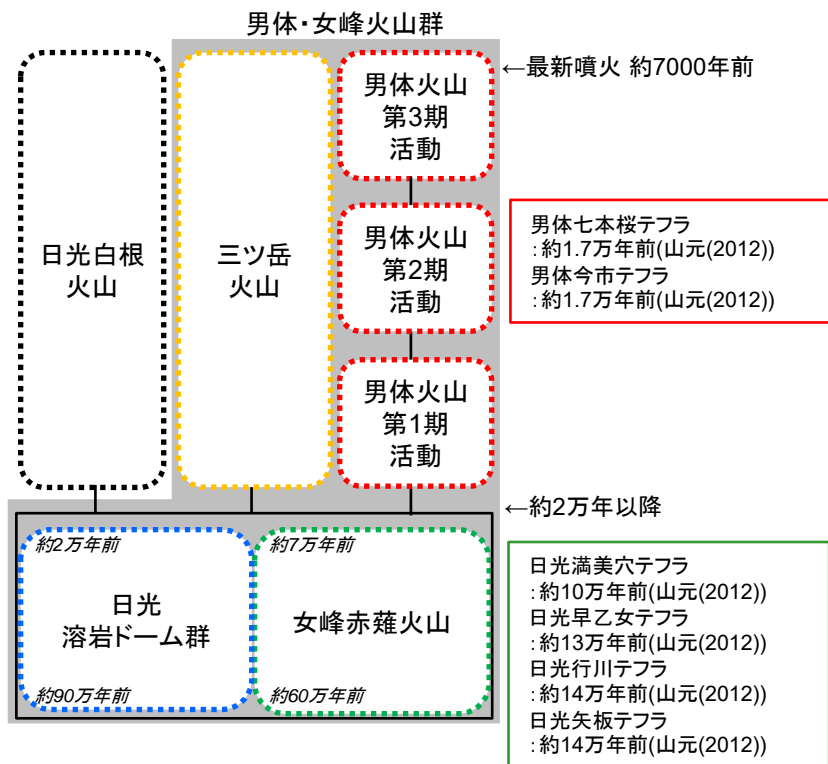 男体・女峰火山群
日光白根
火山
三ツ岳
火山
男体火山
第3期
活動
←最新噴火 約7000年前
男体火山
第2期
活動
男体七本桜テフラ
:約1.7万年前(山元(2012))
男体今市テフラ
:約1.7万年前(山元(2012))
男体火山
第1期
活動
←約2万年以降
約2万年前
日光
溶岩ドーム群
約90万年前
約7万年前
女峰赤薙火山
約60万年前
日光満美穴テフラ
:約10万年前(山元(2012))
日光早乙女テフラ
:約13万年前(山元(2012))
日光行川テフラ
:約14万年前(山元(2012))
日光矢板テフラ
:約14万年前(山元(2012))